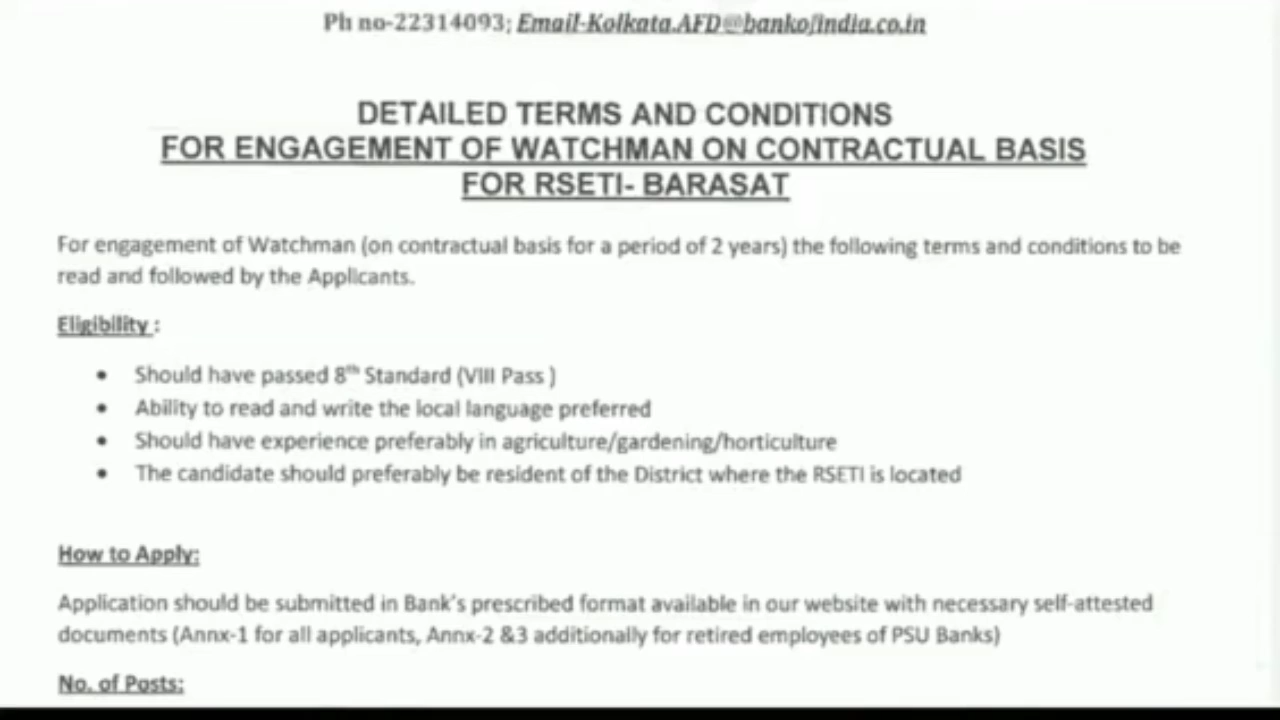 Ph no-22314093; Email-Kolkata.AFD@bankofindia.co.in
DETAILED TERMS AND CONDITIONS
FOR ENGAGEMENT OF WATCHMAN ON CONTRACTUAL BASIS
FOR RSETI- BARASAT
For engagement of Watchman (on contractual basis for a period of 2 years) the following terms and conditions to be
read and followed by the Applicants.
Eligibility :
• Should have passed 8th Standard (VIII Pass )
• Ability to read and write the local language preferred
• Should have experience preferably in agriculture/gardening/horticulture
• The candidate should preferably be resident of the District where the RSETI is located
How to Apply:
Application should be submitted in Bank's prescribed format available in our website with necessary self-attested
documents (Annx-1 for all applicants, Annx-2 &3 additionally for retired employees of PSU Banks)
No. of Posts: